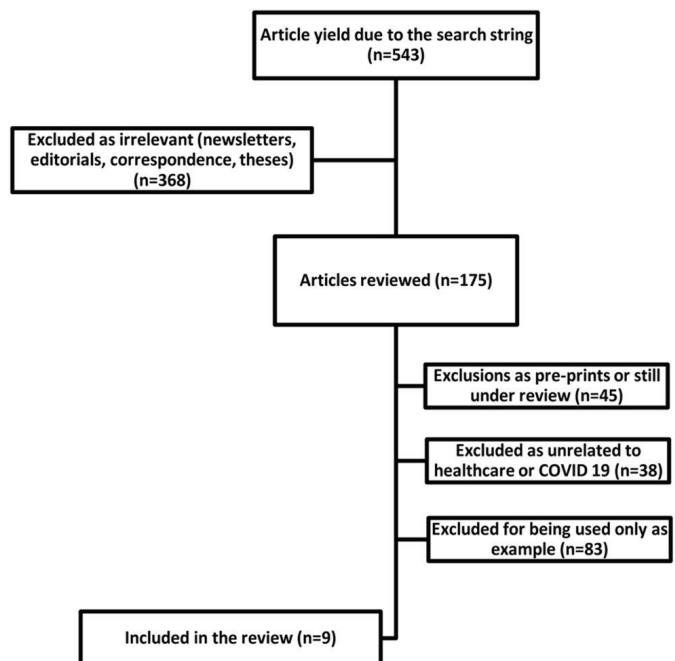 Article yield due to the search string
(n=543)
Excluded as irrelevant (newsletters,
editorials, correspondence, theses)
(n=368)
Articles reviewed (n=175)
Exclusions as pre-prints or still
under review (n=45)
Excluded as unrelated to
healthcare or COVID 19 (n=38)
Excluded for being used only as
example (n=83)
Included in the review (n=9)